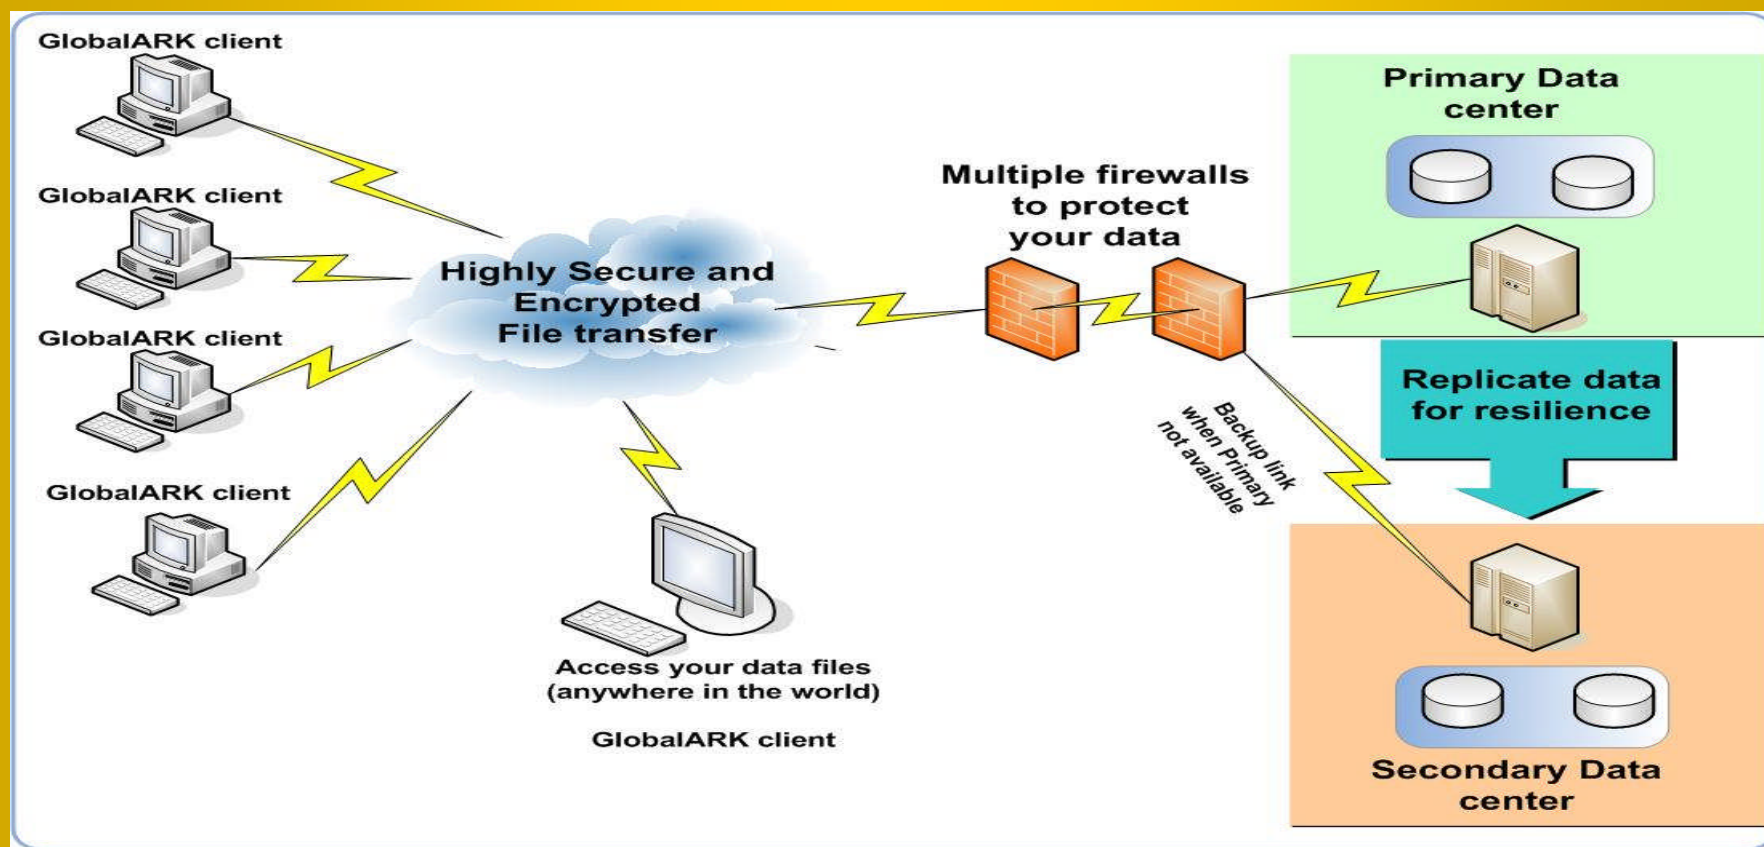 GlobalARK client
GlobalARK client
GlobalARK client
GlobalARK client
Highly Secure and
Encrypted
File transfer
Access your data files
(anywhere in the world)
GlobalARK client
Multiple firewalls
to protect
your data
Backup link
when Primary
not available
Primary Data
center
Replicate data
for resilience
Secondary Data
center